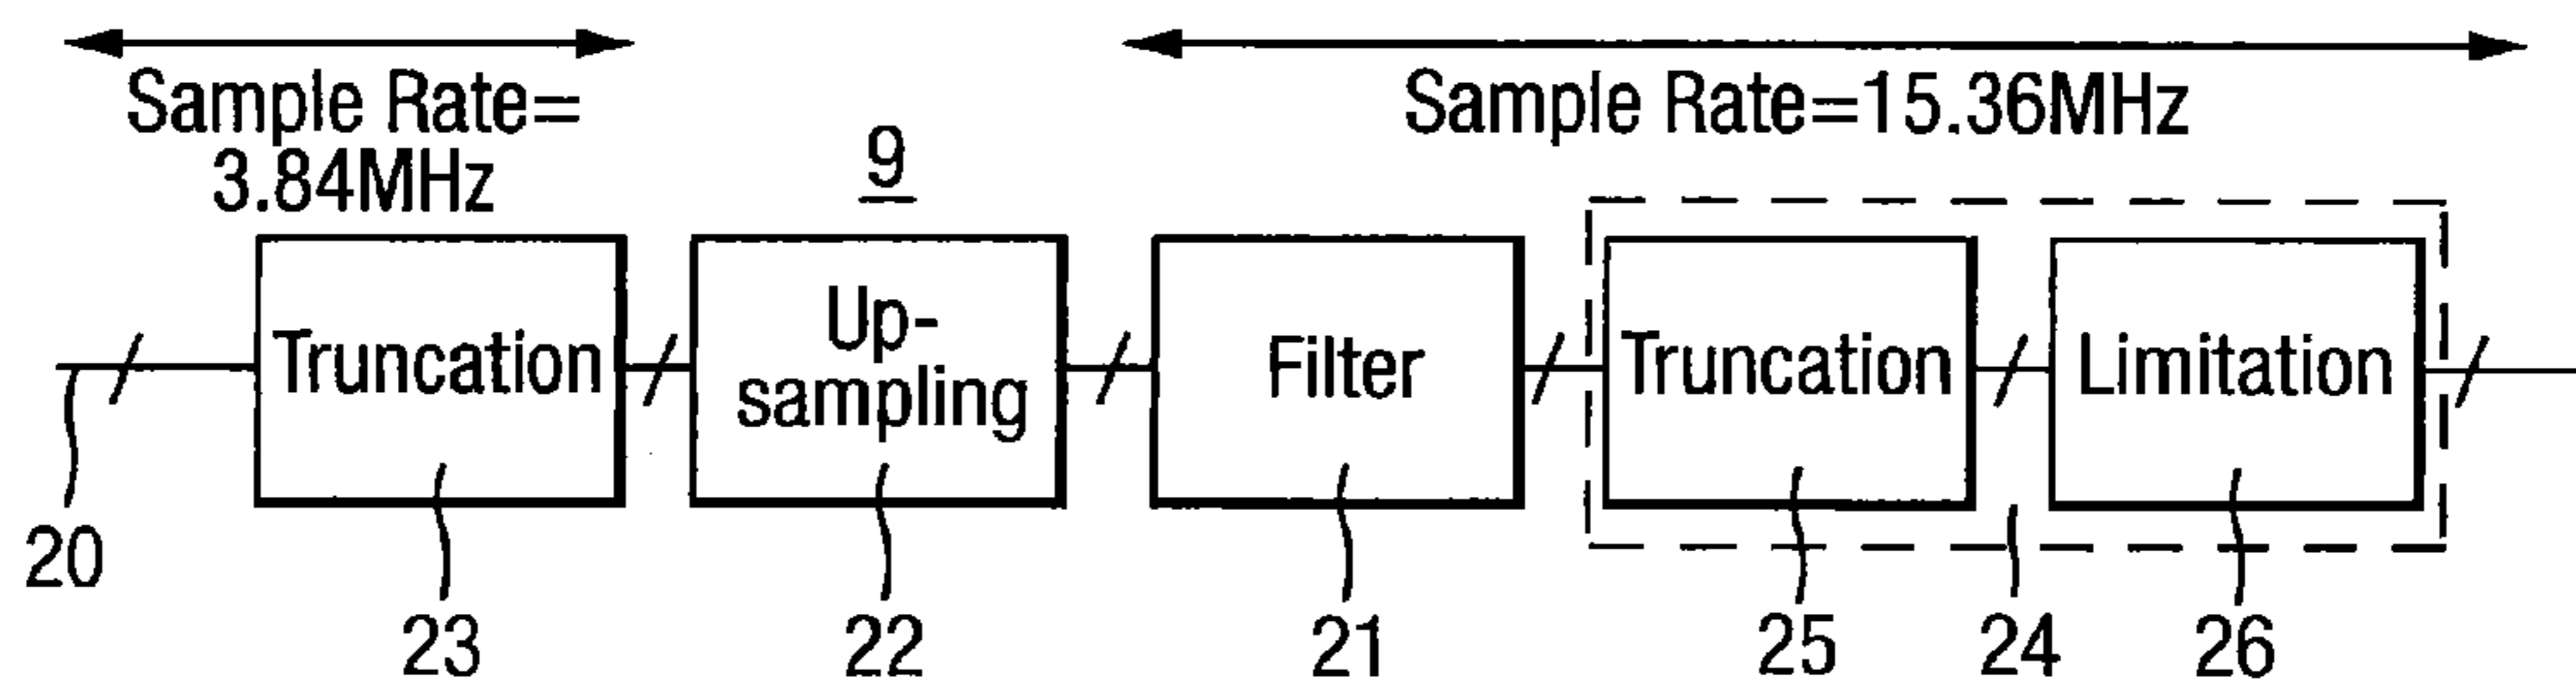 Sample Rate=
3.84MHz
Sample Rate=15.36MHz
9
Truncation
Up-
sampling
Filter
Truncation
Limitation
20
23
22
21
25
24
26